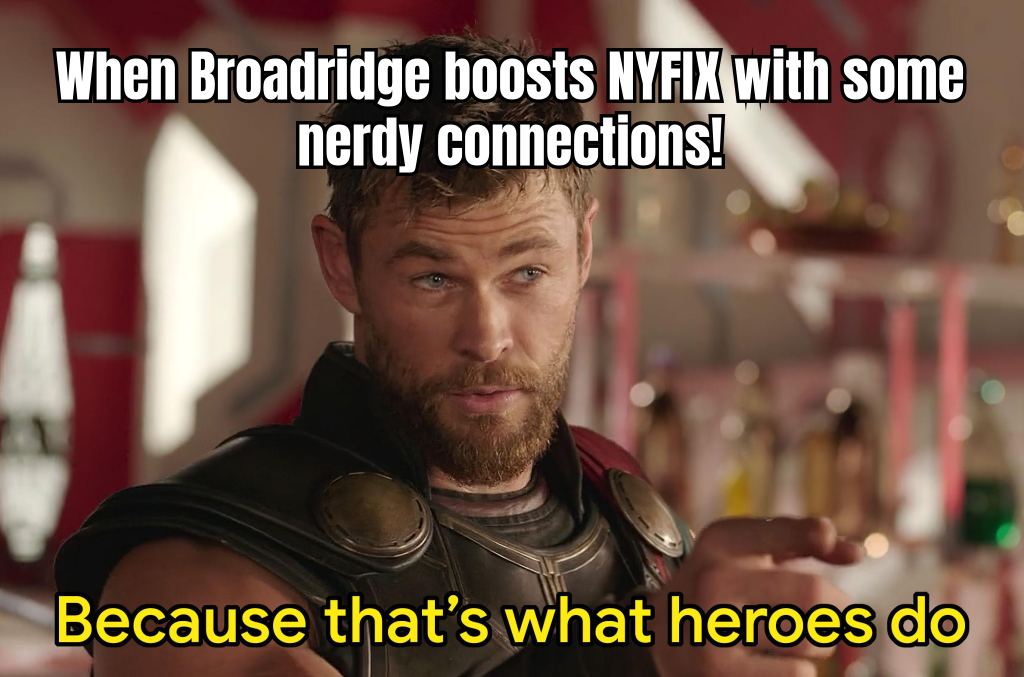 When Broadridge boosts NYFIX with some
nerdy connections!
Because that's what heroes do